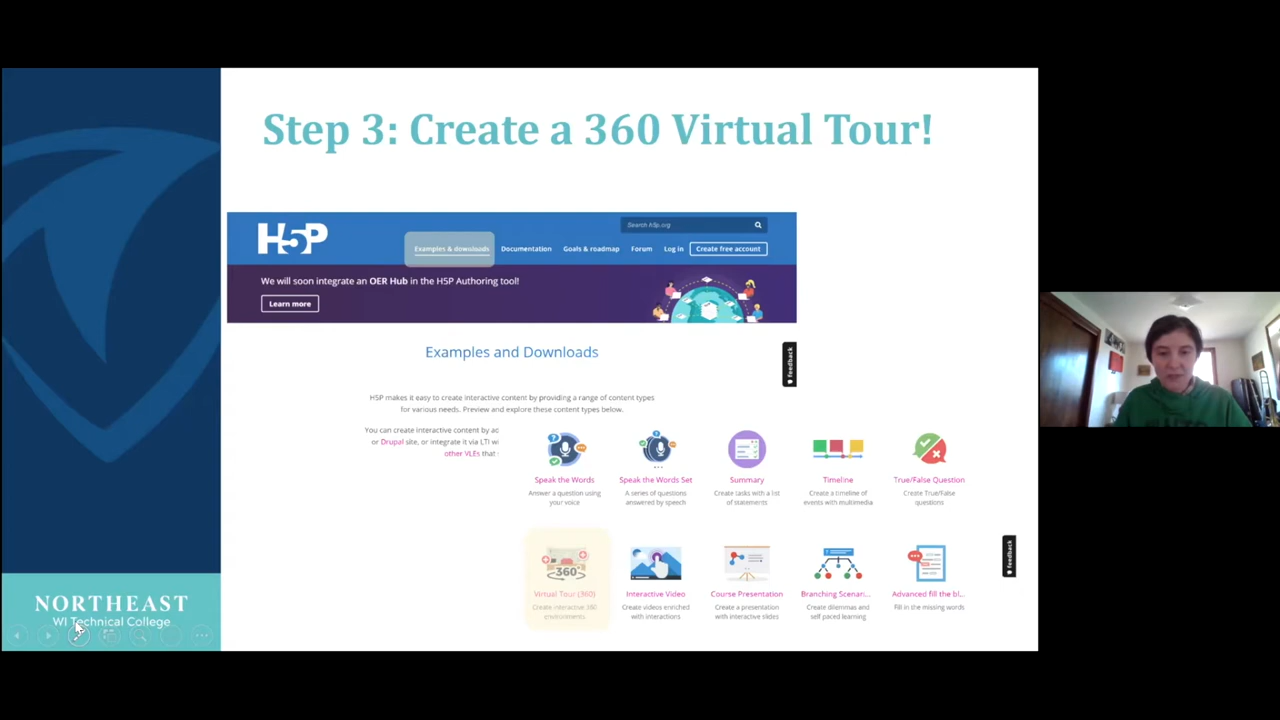 Step 3: Create a 360 Virtual Tour!
H5P
Search h5p.org
Examples & downloads
Documentation
Goals & roadmap
Forum
Log in
Create free account
We will soon integrate an OER Hub in the H5P Authoring tool!
Learn more
Examples and Downloads
feedback
H5P makes it easy to create interactive content by providing a range of content types
for various needs. Preview and explore these content types below.
You can create interactive content by
or Drupal site, or integrate it via LTI
other VLEs that
Speak the Words
Answer a question using
your voice
Speak the Words Set
A series of questions
answered by speech
Summary
Create tasks with a list
of statements
Timeline
Create a timeline of
events with multimedia
True/False Question
Create True/False
questions
360
Virtual Tour (360)
Create interactive 360
environments
Interactive Video
Create videos enriched
with interactions
Course Presentation
Create a presentation
with interactive slides
Branching Scenari...
Create dilemmas and
self paced learning
Advanced fill the bl...
Fill in the missing words
feedback
NORTHEAST
WI Technical College